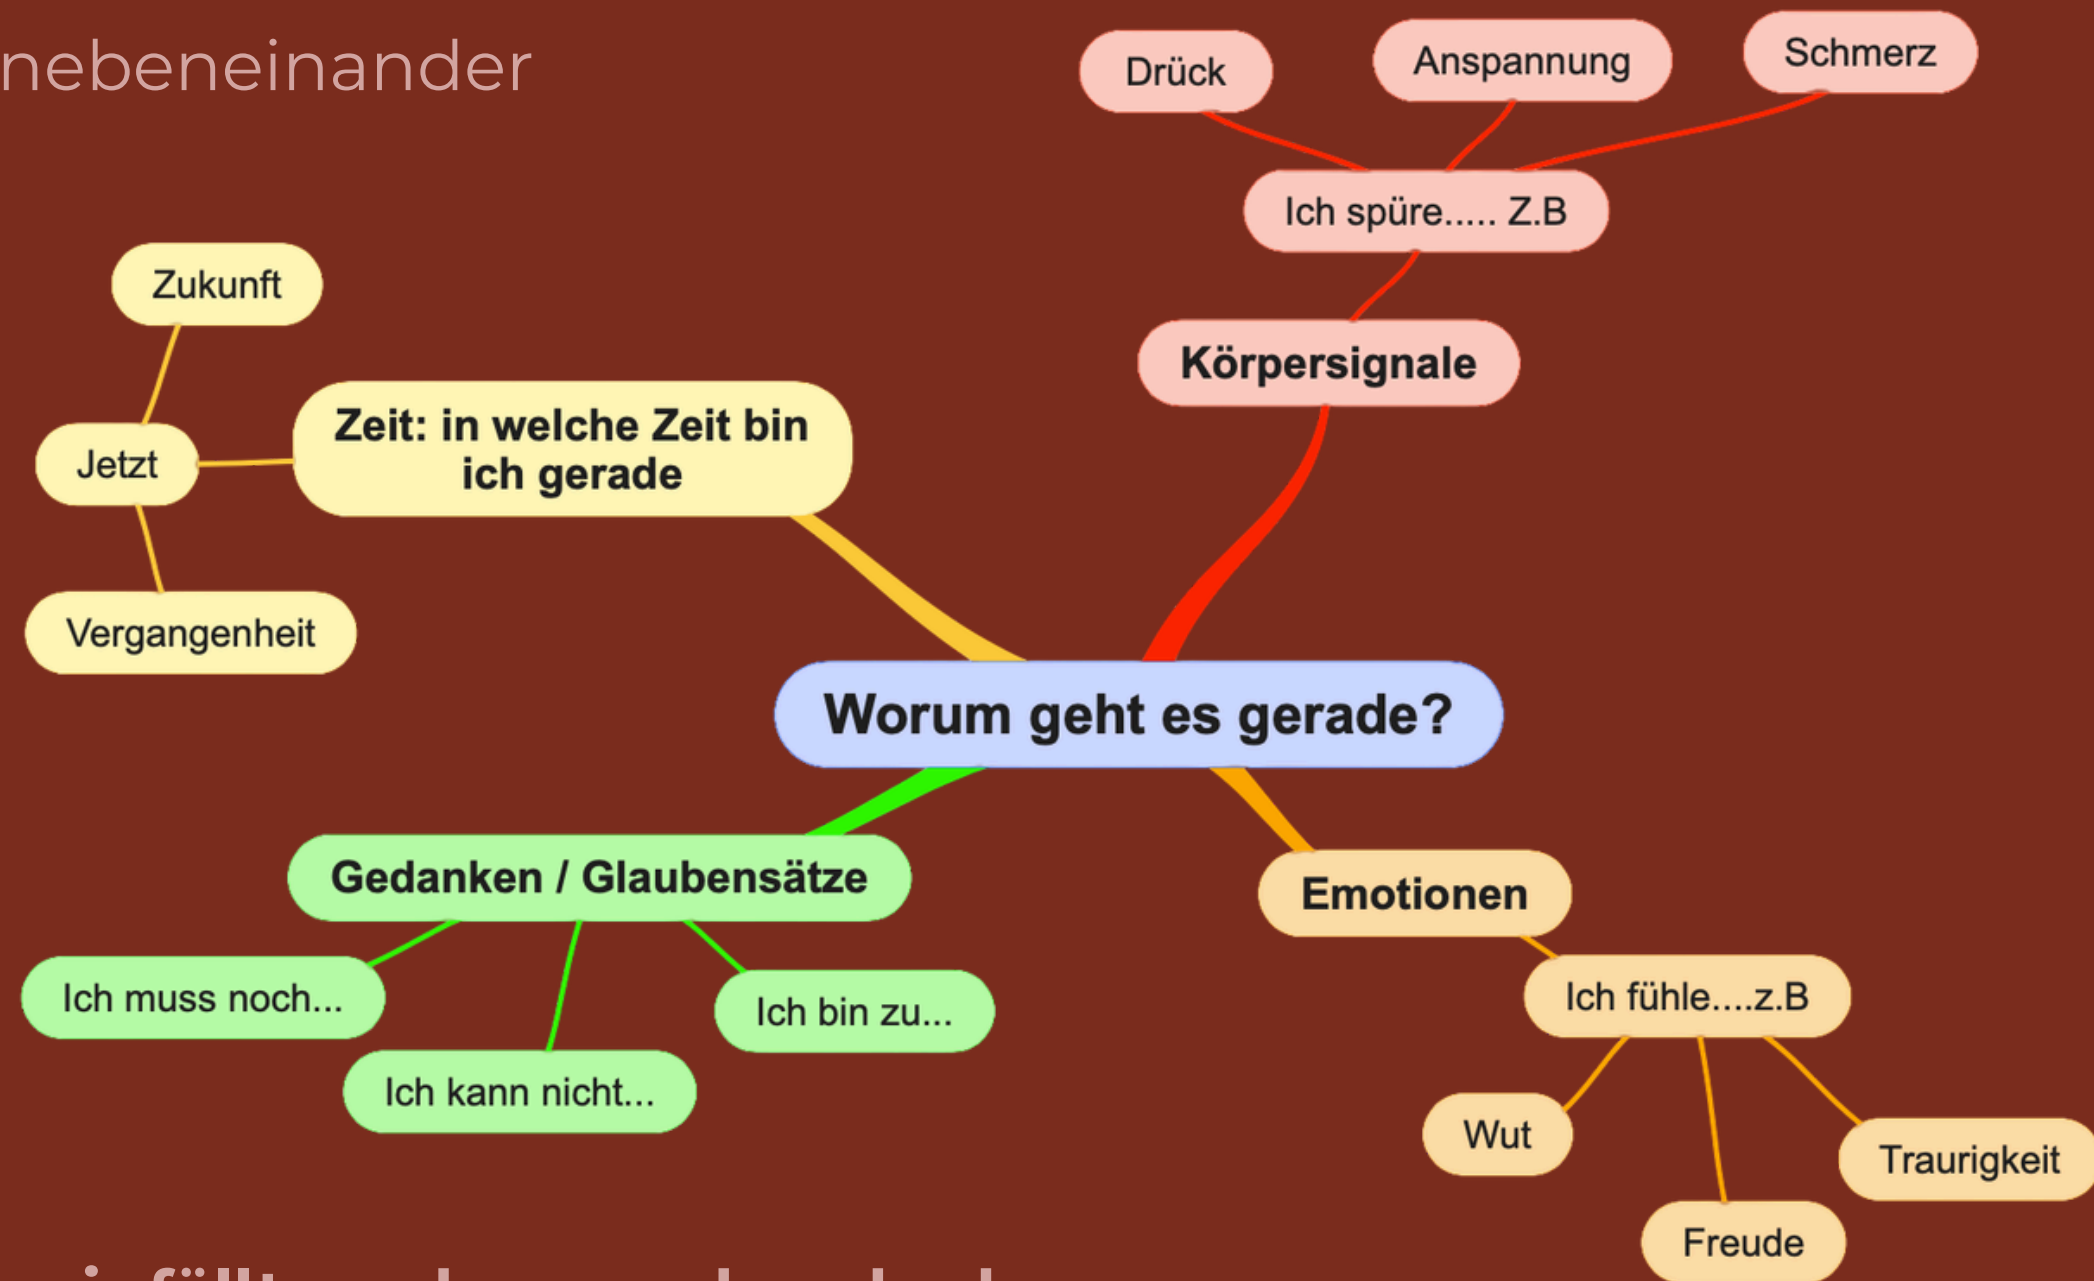 nebeneinander
Drück
Anspannung
Schmerz
Ich spüre..... Z.B
Körpersignale
Zukunft
Zeit: in welche Zeit bin
ich gerade
Jetzt
Vergangenheit
Worum geht es gerade?
Gedanken / Glaubensätze
Ich muss noch...
Ich kann nicht...
Ich bin zu...
Emotionen
Ich fühle....z.B
Wut
Traurigkeit
Freude